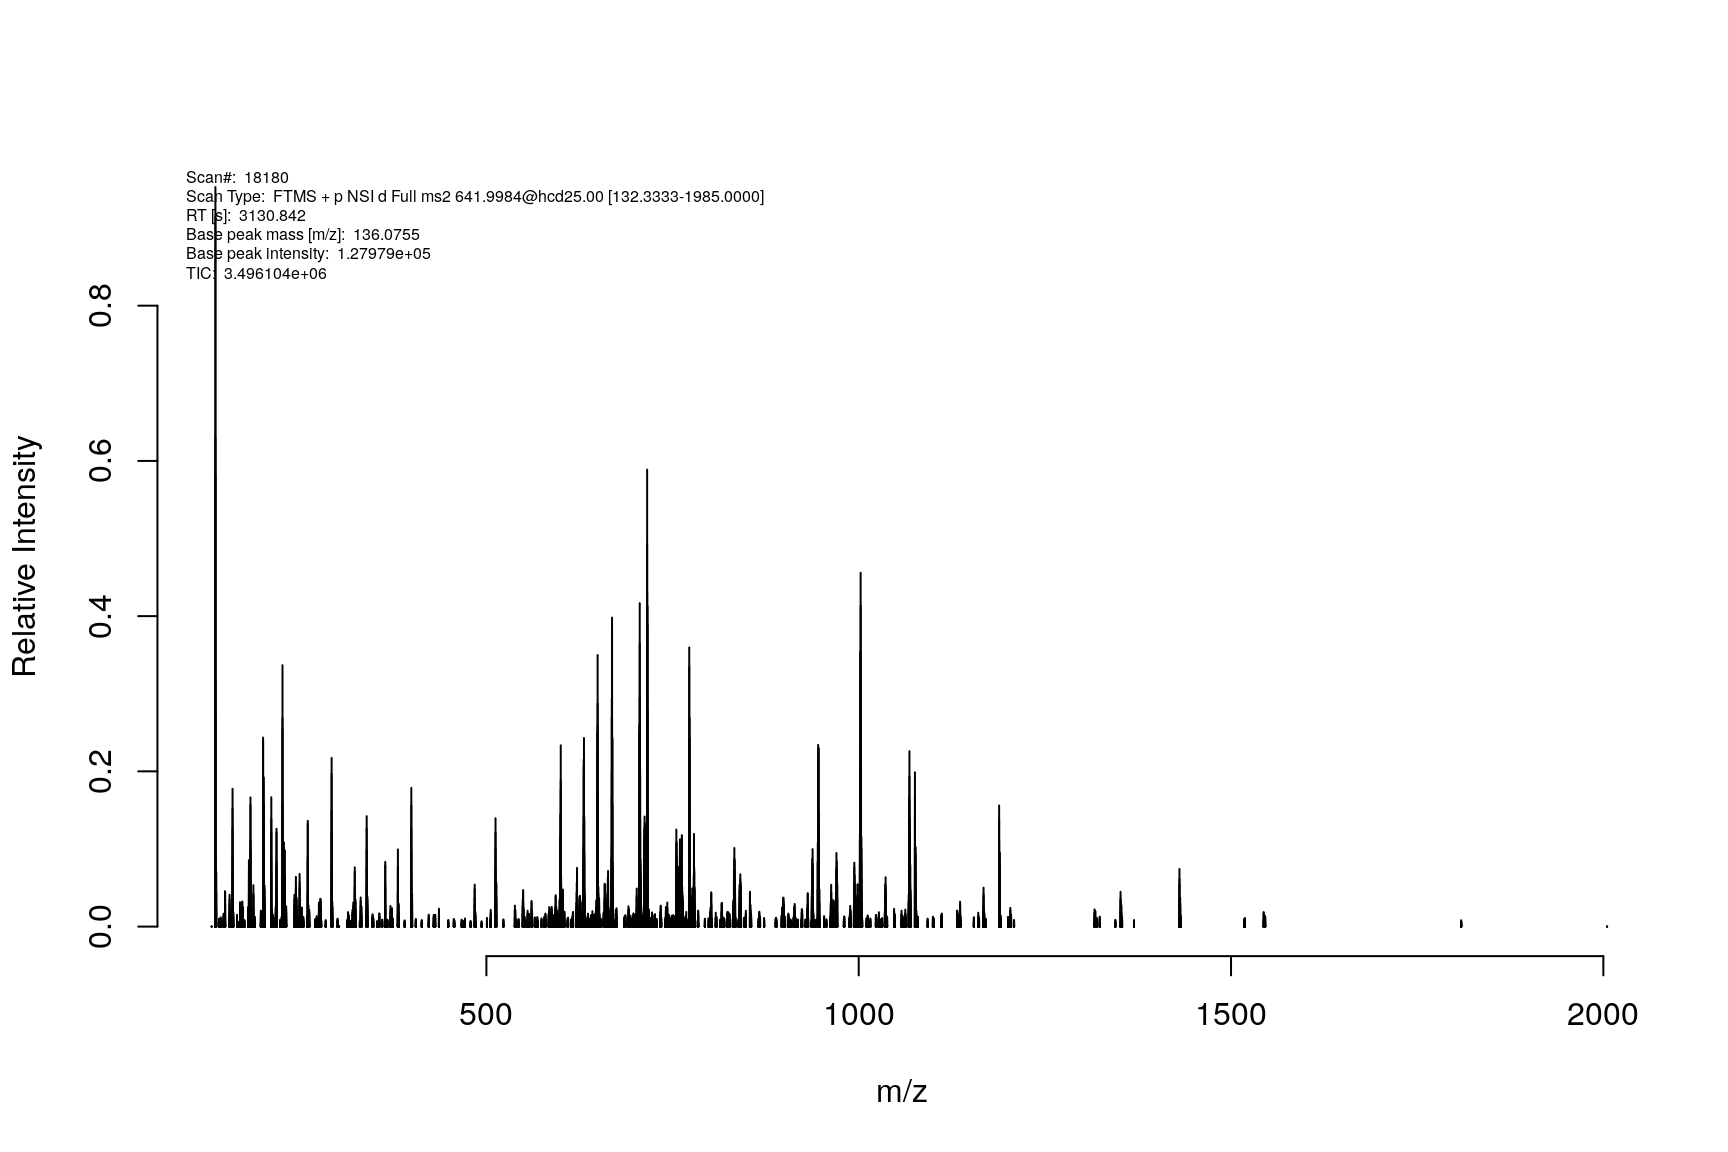 Scan#: 18180
Scan Type: FTMS + p NSI d Full ms2 641.9984@hcd25.00 [132.3333-1985.0000]
RT [s]: 3130.842
Base peak mass [m/z]: 136.0755
Base peak intensity: 1.27979e+05
TIC: 3.496104e+06
0.8
0.6
0.4
0.2
0.0
Relative Intensity
500 1000 1500 2000
m/z